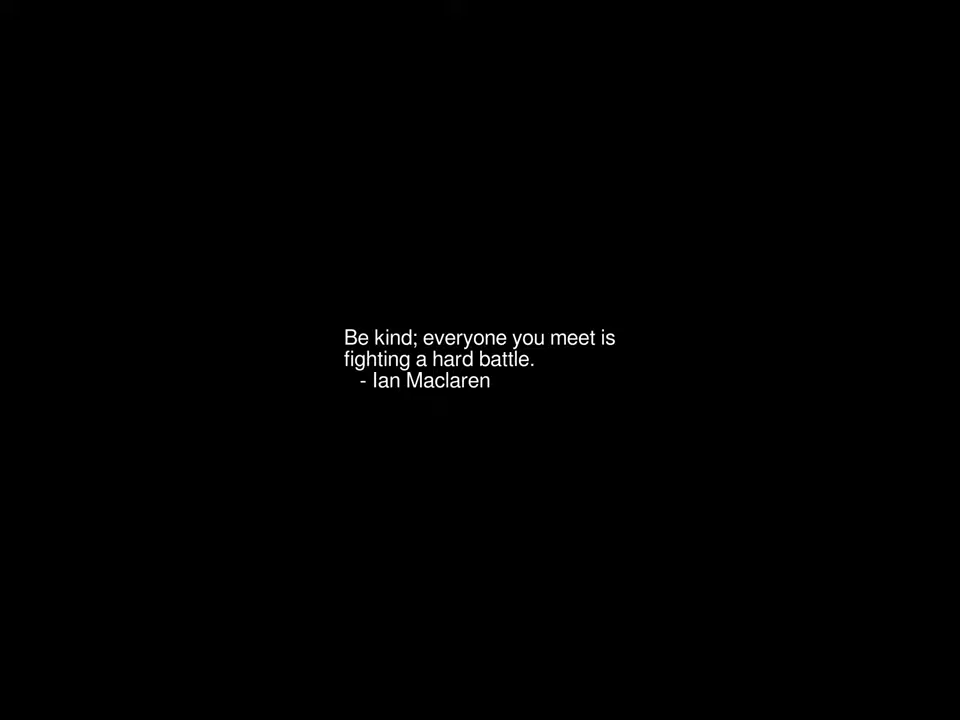 Be kind; everyone you meet is
fighting a hard battle.
- Ian Maclaren